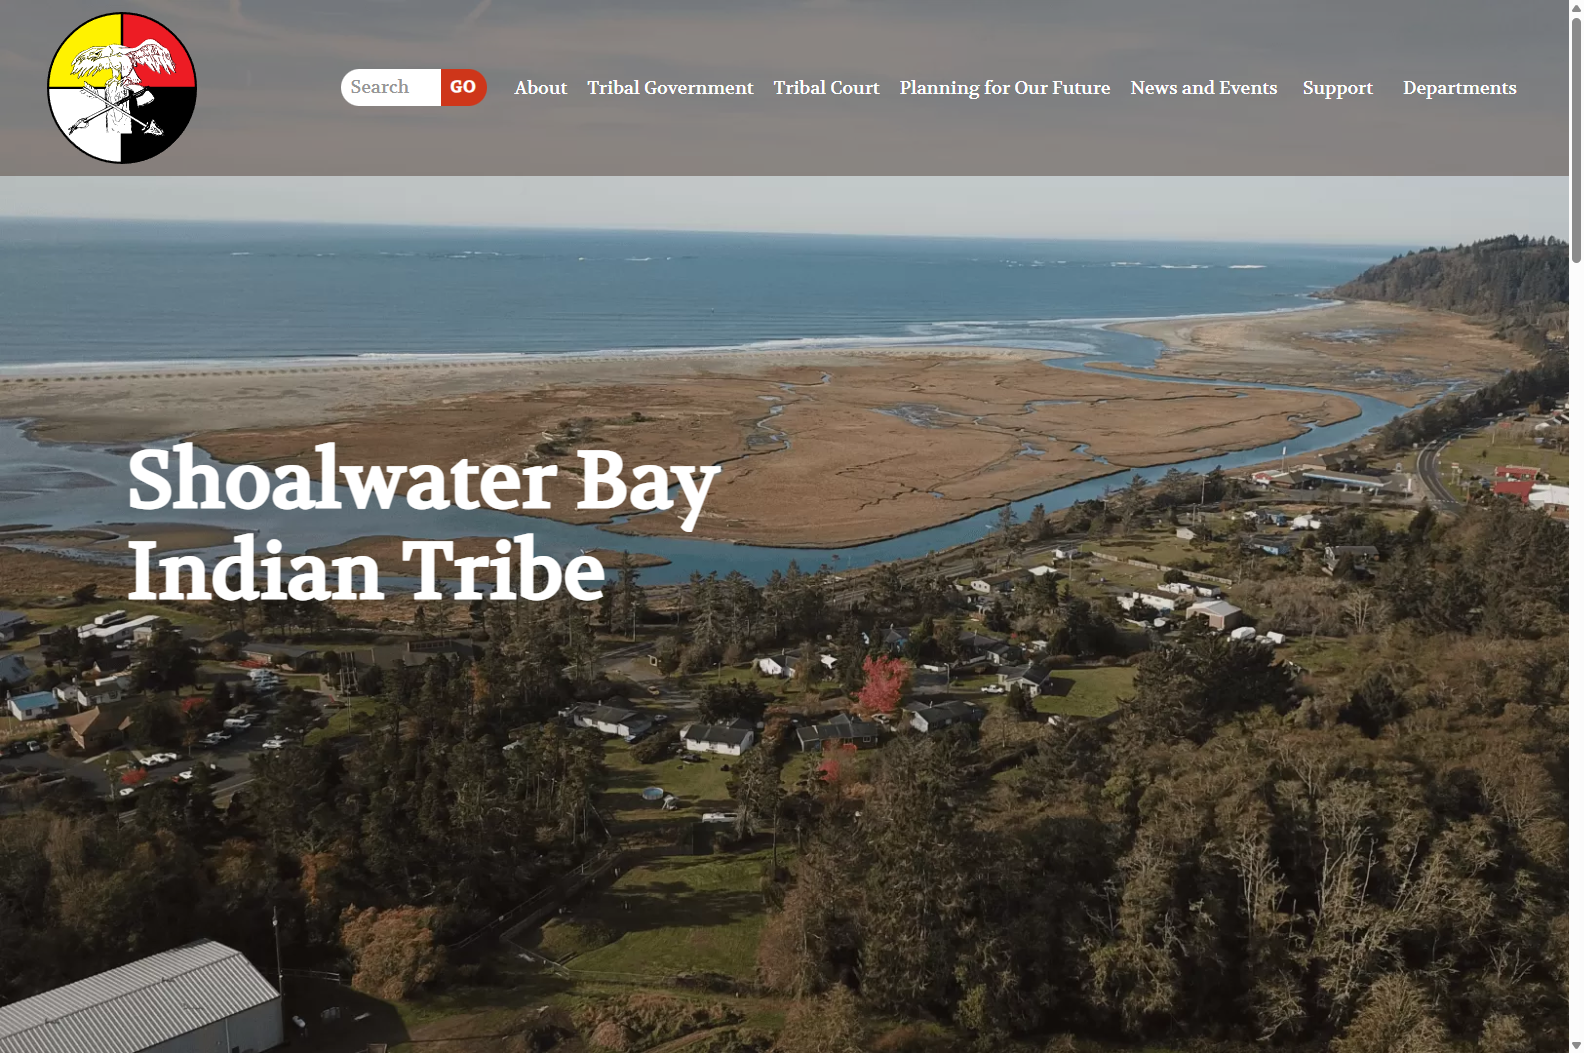 Search GO About Tribal Government Tribal Court Planning for Our Future News and Events Support Departments
Shoalwater Bay
Indian Tribe